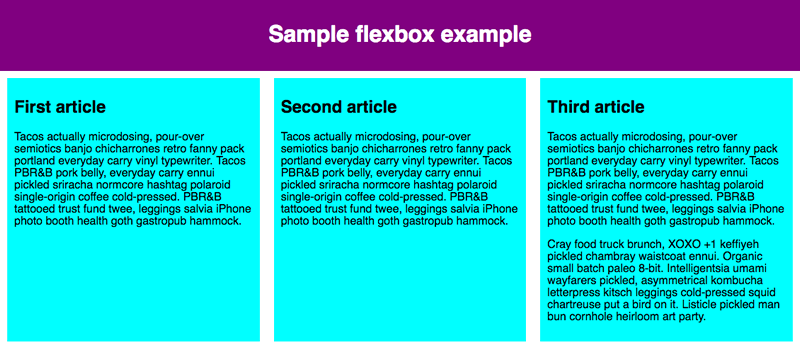 Sample flexbox example
First article
Tacos actually microdosing, pour-over
semiotics banjo chicharrones retro fanny pack
portland everyday carry vinyl typewriter. Tacos
PBR&B pork belly, everyday carry ennui
pickled sriracha normcore hashtag polaroid
single-origin coffee cold-pressed. PBR&B
tattooed trust fund twee, leggings salvia iPhone
photo booth health goth gastropub hammock.
Second article
Tacos actually microdosing, pour-over
semiotics banjo chicharrones retro fanny pack
portland everyday carry vinyl typewriter. Tacos
PBR&B pork belly, everyday carry ennui
pickled sriracha normcore hashtag polaroid
single-origin coffee cold-pressed. PBR&B
tattooed trust fund twee, leggings salvia iPhone
photo booth health goth gastropub hammock.
Third article
Tacos actually microdosing, pour-over
semiotics banjo chicharrones retro fanny pack
portland everyday carry vinyl typewriter. Tacos
PBR&B pork belly, everyday carry ennui
pickled sriracha normcore hashtag polaroid
single-origin coffee cold-pressed. PBR&B
tattooed trust fund twee, leggings salvia iPhone
photo booth health goth gastropub hammock.
Cray food truck brunch, XOXO +1 keffiyeh
pickled chambray waistcoat ennui. Organic
small batch paleo 8-bit. Intelligentsia umami
wayfarers pickled, asymmetrical kombucha
letterpress kitsch leggings cold-pressed squid
chartreuse put a bird on it. Listicle pickled man
bun cornhole heirloom art party.